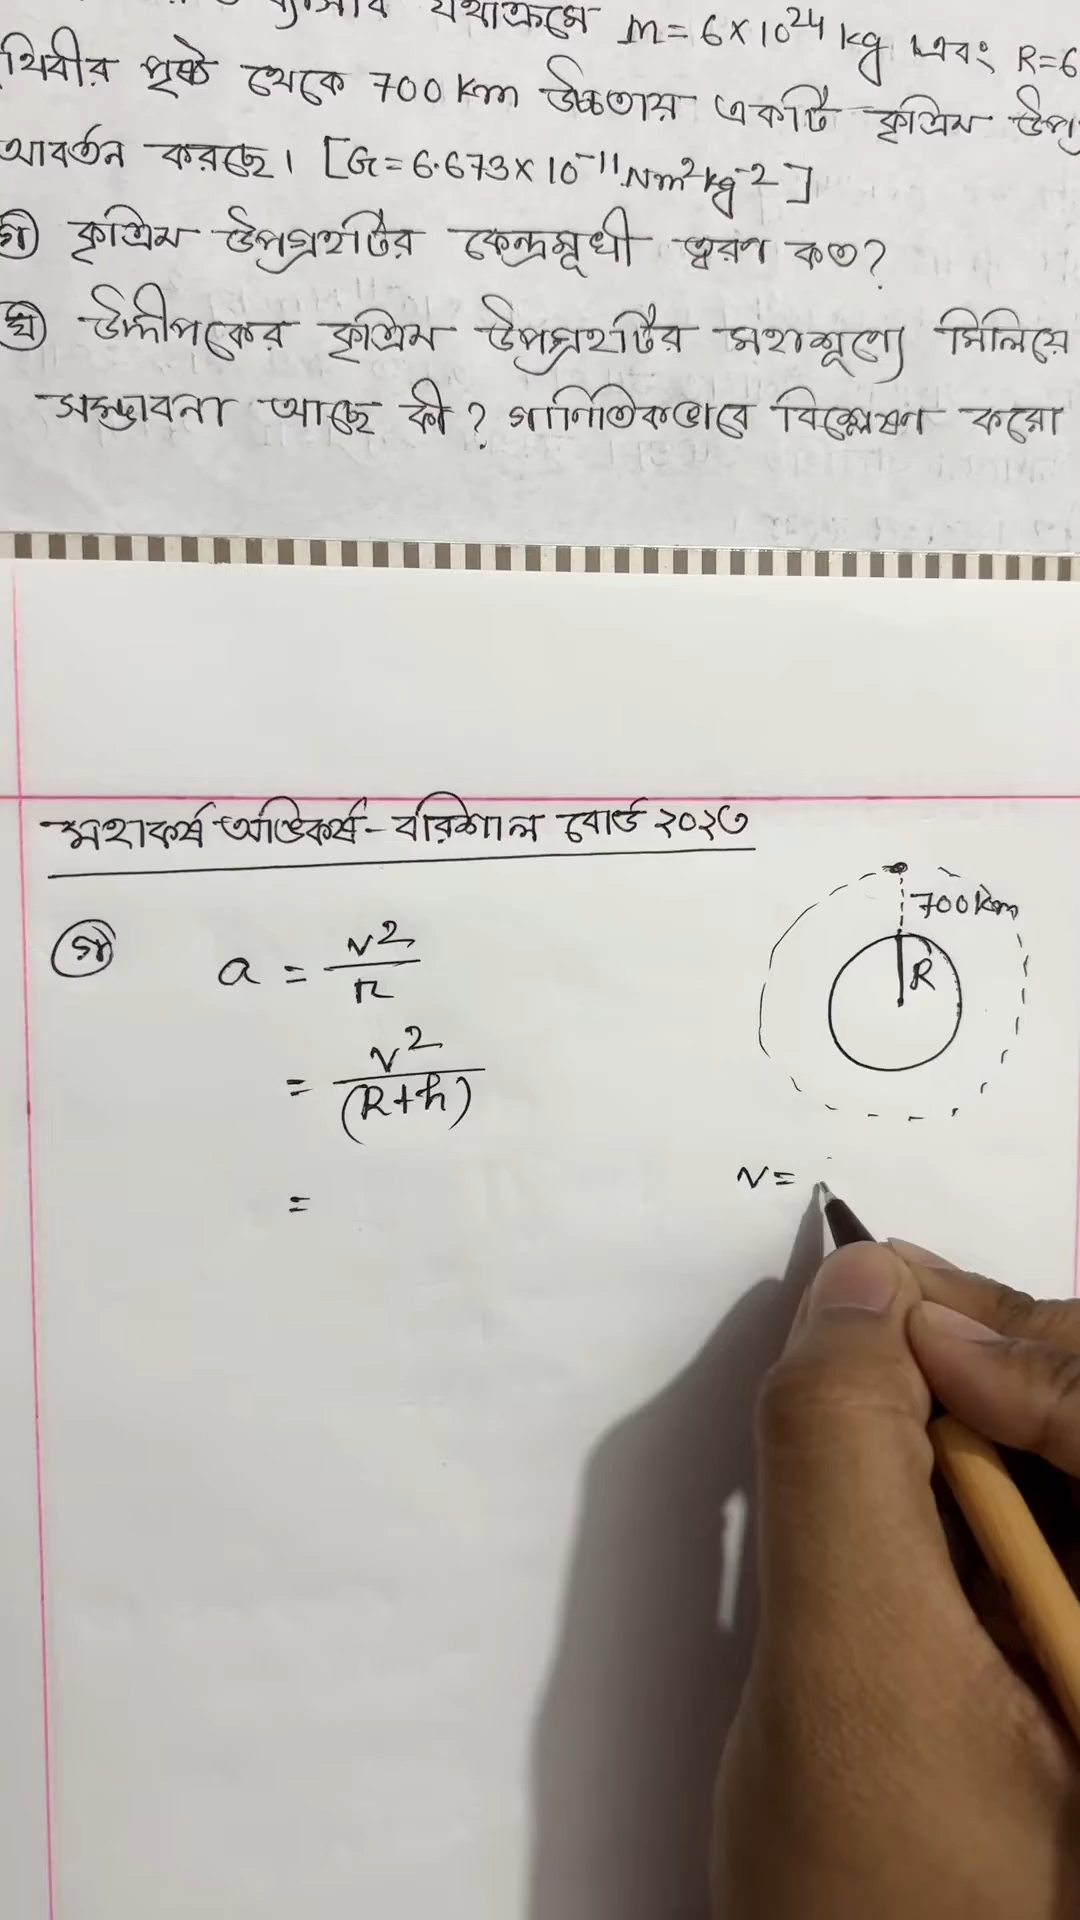 যথাক্রমে m = 6×10²⁴ kg এবং R=6
থিবীর পৃষ্ঠ থেকে 700 km উচ্চতায় একটি কৃত্রিম উপগ্র
আবর্তন করছে। [G = 6.673×10⁻¹¹ Nm²kg⁻²]
গ) কৃত্রিম উপগ্রহটির কেন্দ্রমূখী ত্বরণ কত?
ঘ) উদ্দীপকের কৃত্রিম উপগ্রহটির মহাশূণ্যে মিলিয়ে
সম্ভাবনা আছে কী? গাণিতিকভাবে বিশ্লেষণ করো
মহাকর্ষ অভিকর্ষ - বরিশাল বোর্ড ২০২৩
700 km
R
গ) a = v²/r
= v²/(R+h)
=
v =